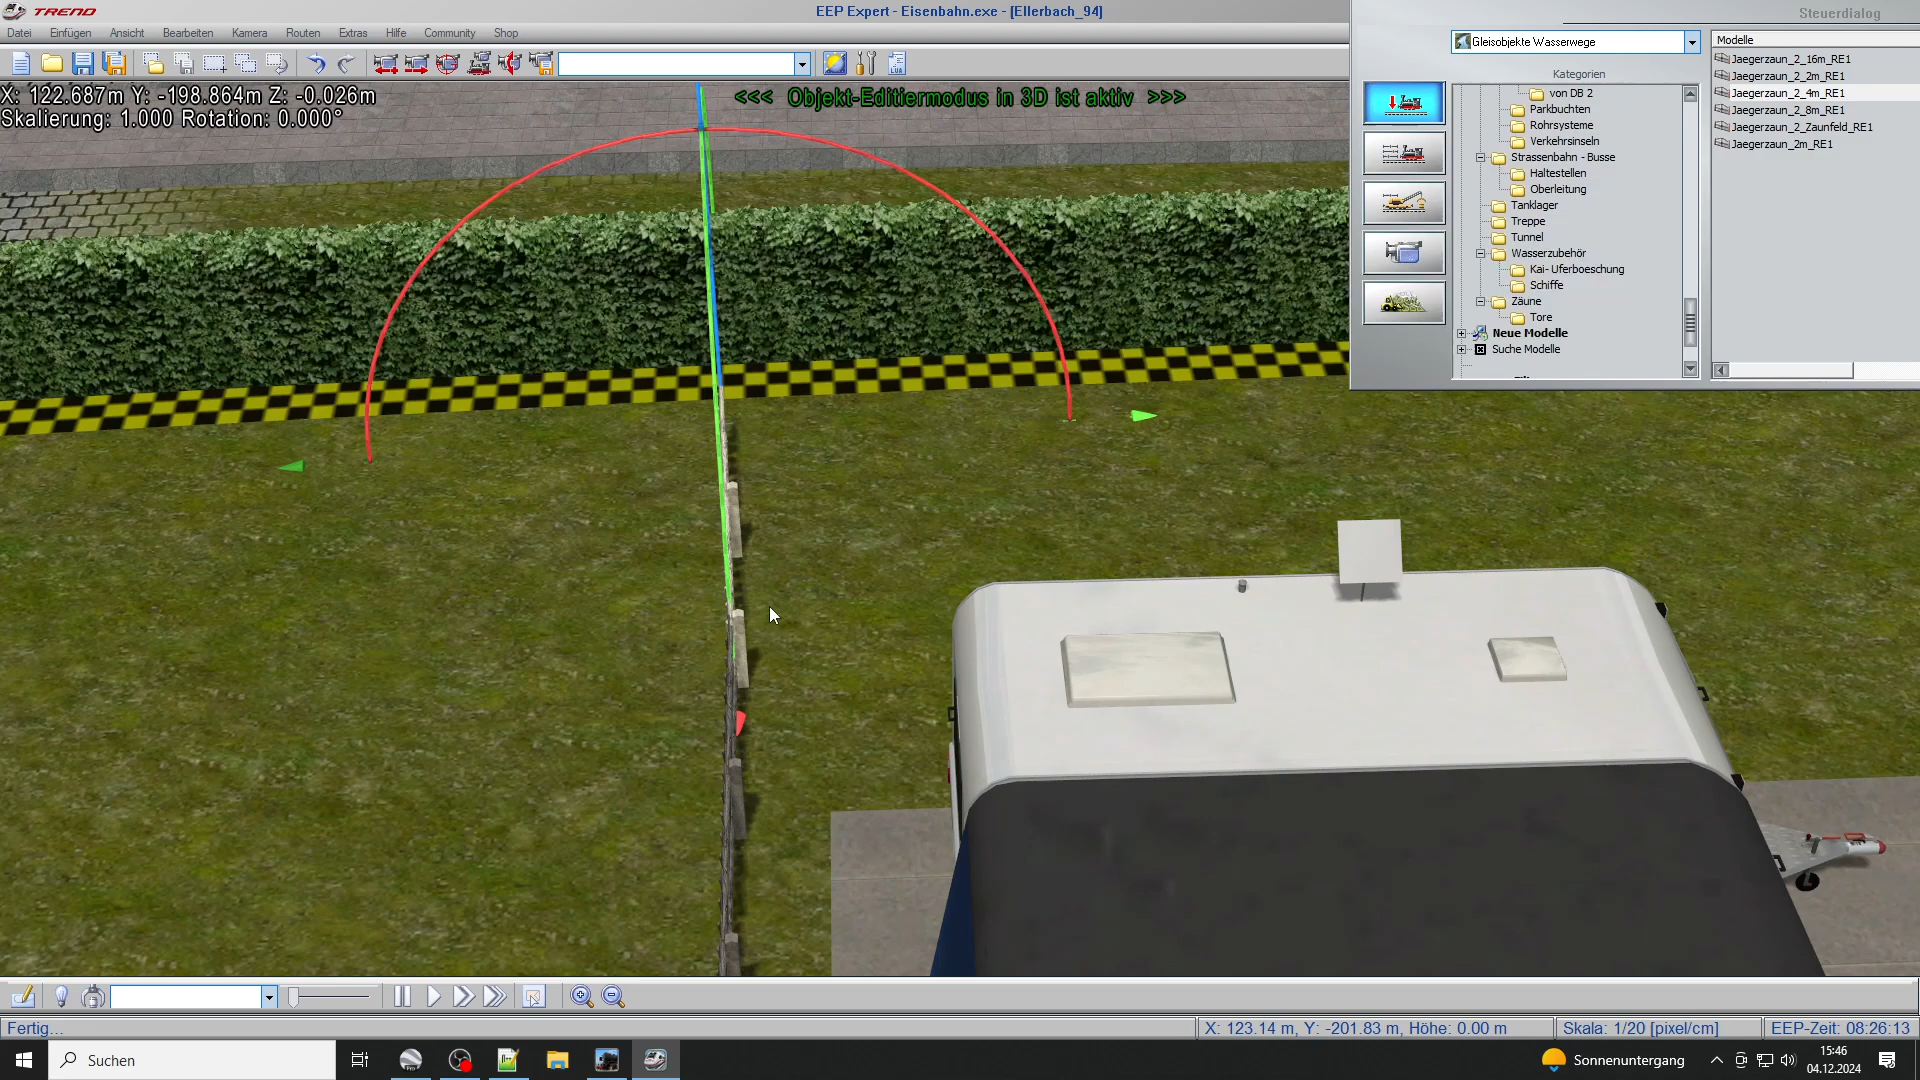 TREND
EEP Expert - Eisenbahn.exe - [Ellerbach_94]
Steuerdialog
Datei Einfügen Ansicht Bearbeiten Kamera Routen Extras Hilfe Community Shop
LUA
X: 122.687m Y: -198.864m Z: -0.026m
Skalierung: 1.000 Rotation: 0.000°
<<< Objekt-Editiermodus in 3D ist aktiv >>>
Gleisobjekte Wasserwege
Kategorien
von DB 2
Parkbuchten
Rohrsysteme
Verkehrsinseln
Strassenbahn - Busse
Haltestellen
Oberleitung
Tanklager
Treppe
Tunnel
Wasserzubehör
Kai- Uferboeschung
Schiffe
Zäune
Tore
Neue Modelle
Suche Modelle
Modelle
Jaegerzaun_2_16m_RE1
Jaegerzaun_2_2m_RE1
Jaegerzaun_2_4m_RE1
Jaegerzaun_2_8m_RE1
Jaegerzaun_2_Zaunfeld_RE1
Jaegerzaun_2m_RE1
Fertig...
X: 123.14 m, Y: -201.83 m, Höhe: 0.00 m
Skala: 1/20 [pixel/cm]
EEP-Zeit: 08:26:13
Suchen
Sonnenuntergang
15:46
04.12.2024